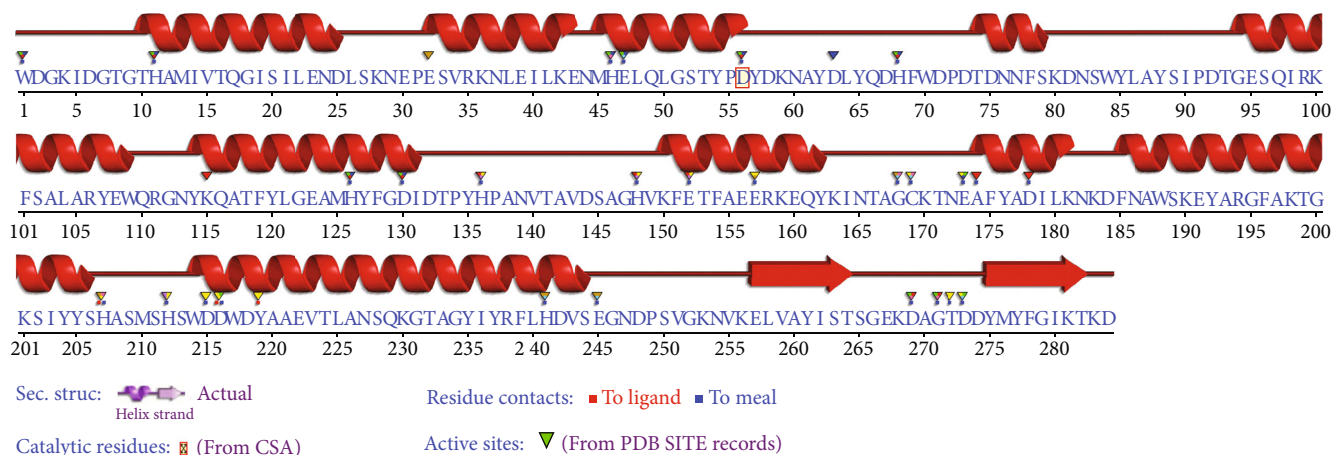 WDGKIDGTGTHAMIVTQGISILENDLSKNEPESVRKNLEILKENMHELQLGSTYPDYDKNAYDLYQDHFWDPDTDNNFSKDNSWYLAYSIPDTGESQIRK
1 5 10 15 20 25 30 35 40 45 50 55 60 65 70 75 80 85 90 95 100
FSALARYEWQRGNYKQATFYLGEAMHYFGDIDTPYHPANVTAVDSAGHVKFETFAEERKEQYKINTAGCKTNEAFYADILKNKDFNAWSKEYARGFAKTG
101 105 110 115 120 125 130 135 140 145 150 155 160 165 170 175 180 185 190 195 200
KSIYYSHASMSHSWDDWDYAAEVTLANSQKGTAGYIYRFLHDVSEGNDPSVGKNVKELVAYISTSGEKDAGTDDYMYFGIKTKD
201 205 210 215 220 225 230 235 2 40 245 250 255 260 265 270 275 280
Sec. struc: Actual Residue contacts: To ligand To meal
Helix strand
Catalytic residues: (From CSA) Active sites: (From PDB SITE records)